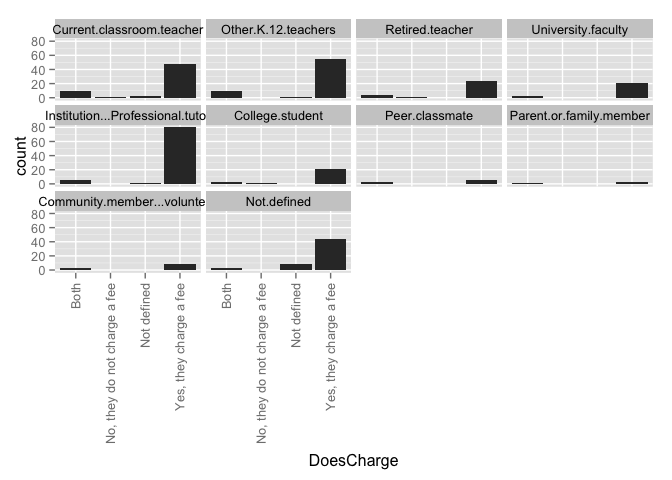 Current.classroom.teacher Other.K.12.teachers Retired.teacher University.faculty
80
60
40
20
0
Institution...Professional.tuto College.student Peer.classmate Parent.or.family.member
80
60
40
20
0
count
Community.member...volunte Not.defined
80
60
40
20
0
Both
No, they do not charge a fee
Not defined
Yes, they charge a fee
Both
No, they do not charge a fee
Not defined
Yes, they charge a fee
DoesCharge